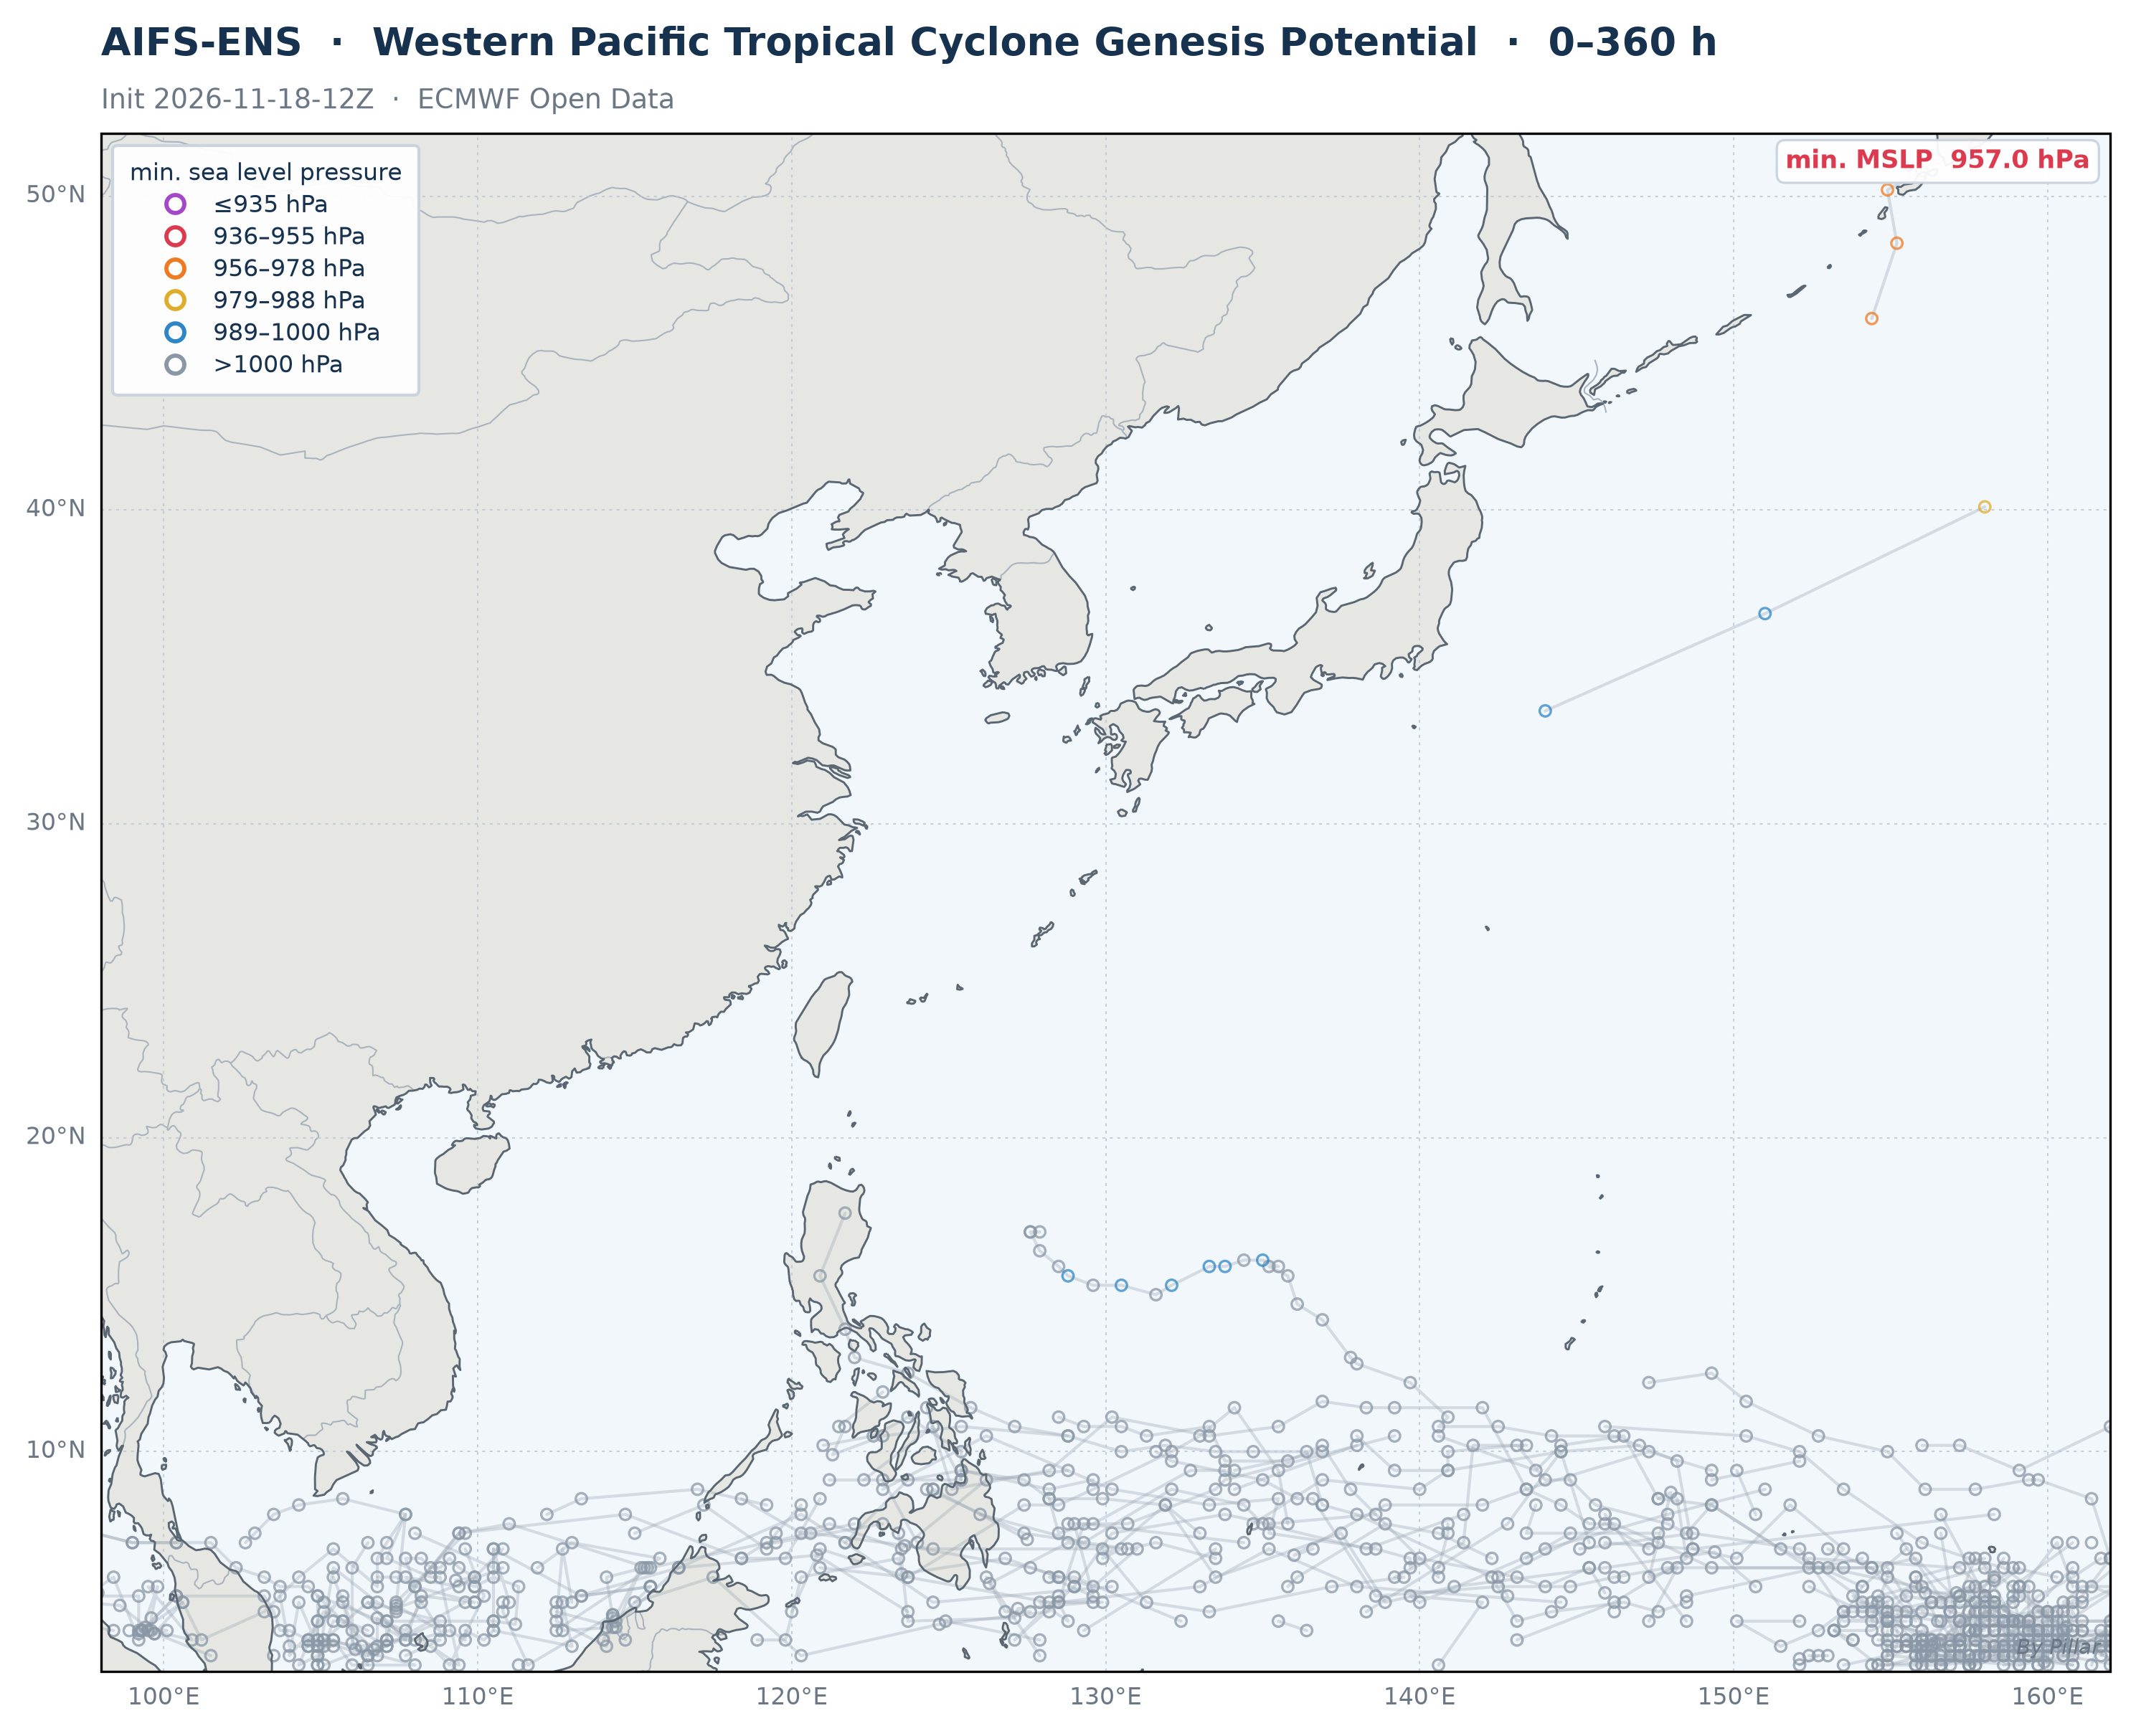 AIFS-ENS · Western Pacific Tropical Cyclone Genesis Potential · 0–360 h
Init 2026-11-18-12Z · ECMWF Open Data
min. sea level pressure
≤935 hPa
936–955 hPa
956–978 hPa
979–988 hPa
989–1000 hPa
>1000 hPa
min. MSLP 957.0 hPa
50°N
40°N
30°N
20°N
10°N
By Pillar
100°E
110°E
120°E
130°E
140°E
150°E
160°E